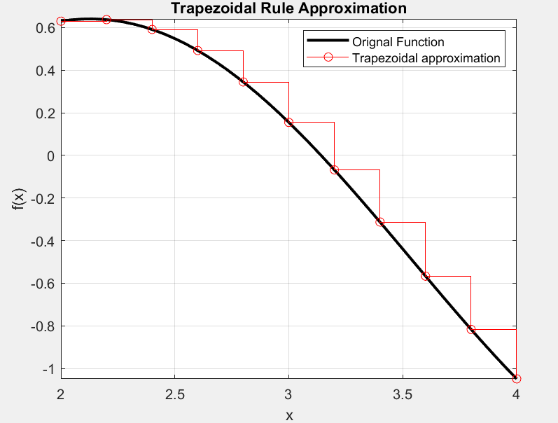 Trapezoidal Rule Approximation
Orignal Function
Trapezoidal approximation
0.6
0.4
0.2
0
-0.2
-0.4
-0.6
-0.8
-1
f(x)
2
2.5
3
3.5
4
x